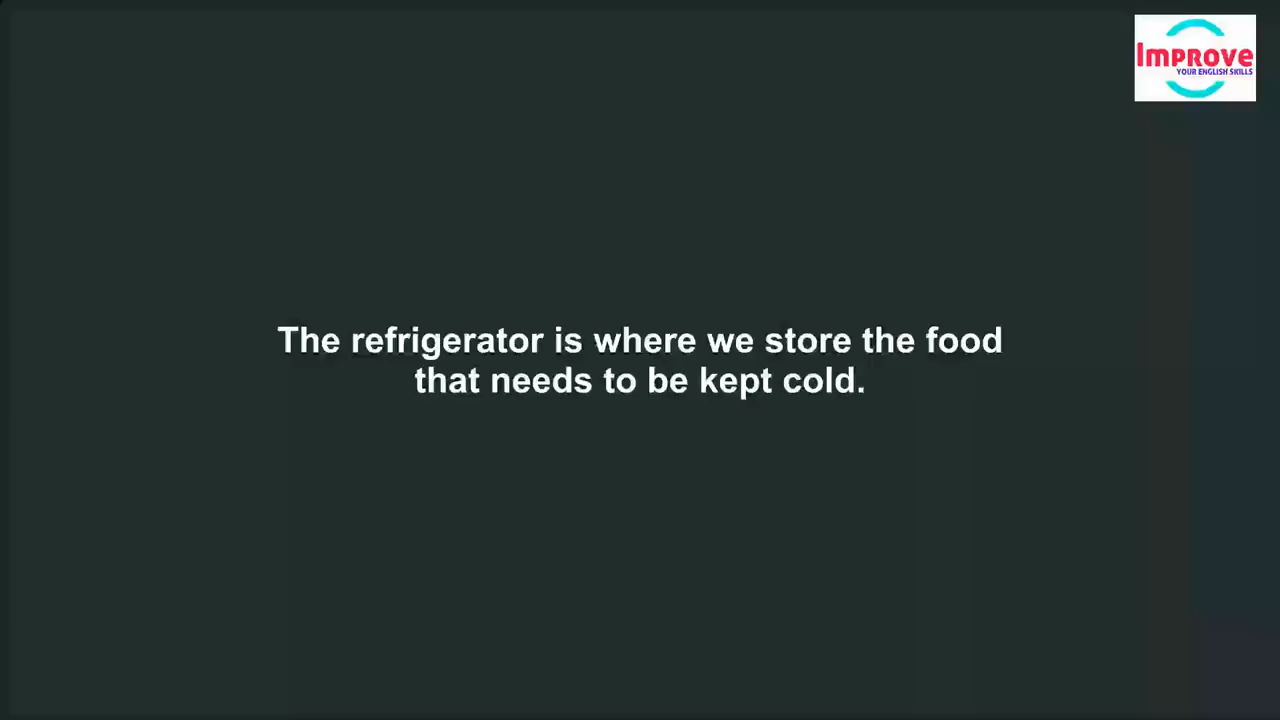 Improve
YOUR ENGLISH SKILLS
The refrigerator is where we store the food
that needs to be kept cold.